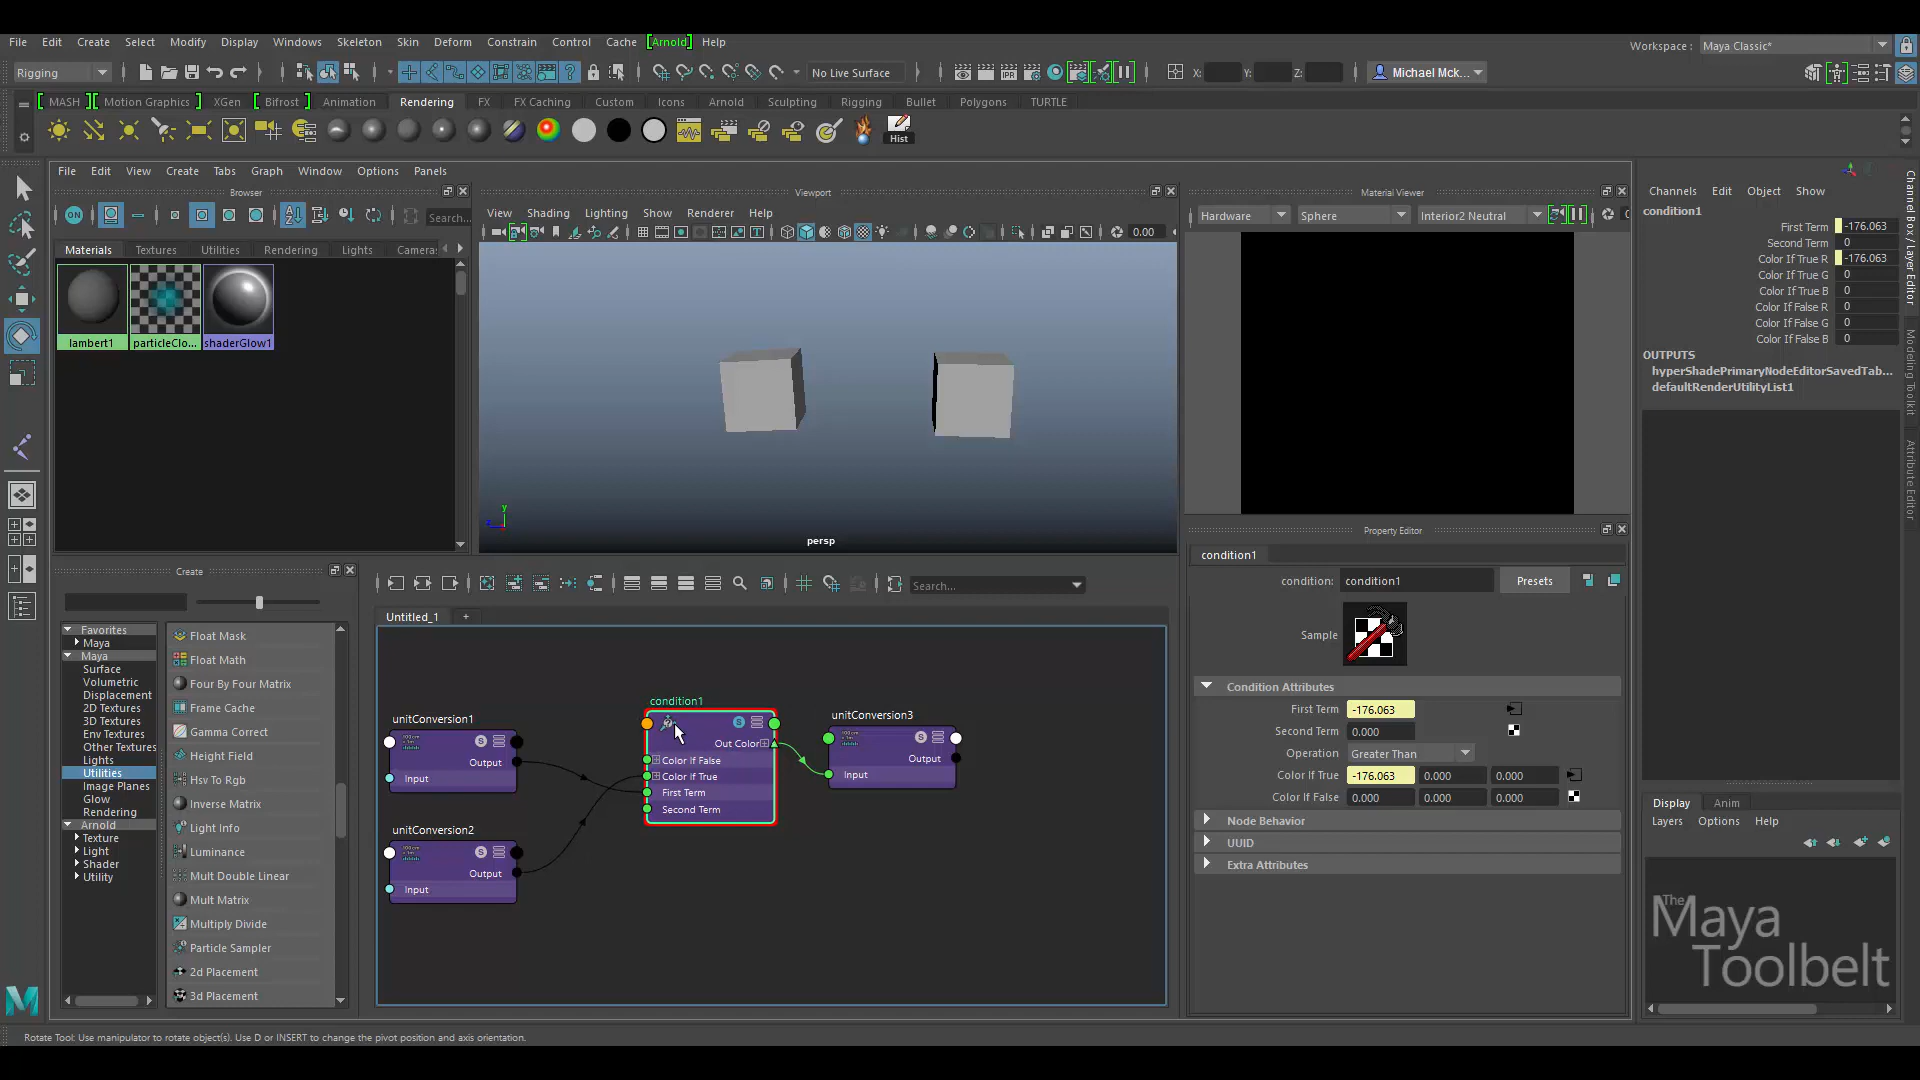 File Edit Create Select Modify Display Windows Skeleton Skin Deform Constrain Control Cache [Arnold] Help
Workspace : Maya Classic*
Rigging No Live Surface X: Y: Z: Michael Mck...
MASH Motion Graphics XGen Bifrost Animation Rendering FX FX Caching Custom Icons Arnold Sculpting Rigging Bullet Polygons TURTLE
IPR
Hist
File Edit View Create Tabs Graph Window Options Panels
Browser
ON
Search...
Materials Textures Utilities Rendering Lights Camera
lambert1 particleClo... shaderGlow1
Viewport
View Shading Lighting Show Renderer Help
0.00
y
z
persp
Material Viewer
Hardware Sphere Interior2 Neutral
Channels Edit Object Show
condition1
First Term -176.063
Second Term 0
Color If True R -176.063
Color If True G 0
Color If True B 0
Color If False R 0
Color If False G 0
Color If False B 0
OUTPUTS
hyperShadePrimaryNodeEditorSavedTab...
defaultRenderUtilityList1
Channel Box / Layer Editor
Modeling Toolkit
Attribute Editor
Create
Favorites
Maya
Maya
Surface
Volumetric
Displacement
2D Textures
3D Textures
Env Textures
Other Textures
Lights
Utilities
Image Planes
Glow
Rendering
Arnold
Texture
Light
Shader
Utility
Float Mask
Float Math
Four By Four Matrix
Frame Cache
Gamma Correct
Height Field
Hsv To Rgb
Inverse Matrix
Light Info
Luminance
Mult Double Linear
Mult Matrix
Multiply Divide
Particle Sampler
2d Placement
3d Placement
Search...
Untitled_1 +
unitConversion1
Output
Input
unitConversion2
Output
Input
condition1
Out Color
Color If False
Color If True
First Term
Second Term
unitConversion3
Output
Input
Property Editor
condition1
condition: condition1 Presets
Sample
Condition Attributes
First Term -176.063
Second Term 0.000
Operation Greater Than
Color If True -176.063 0.000 0.000
Color If False 0.000 0.000 0.000
Node Behavior
UUID
Extra Attributes
Display Anim
Layers Options Help
The
Maya
Toolbelt
M
Rotate Tool: Use manipulator to rotate object(s). Use D or INSERT to change the pivot position and axis orientation.